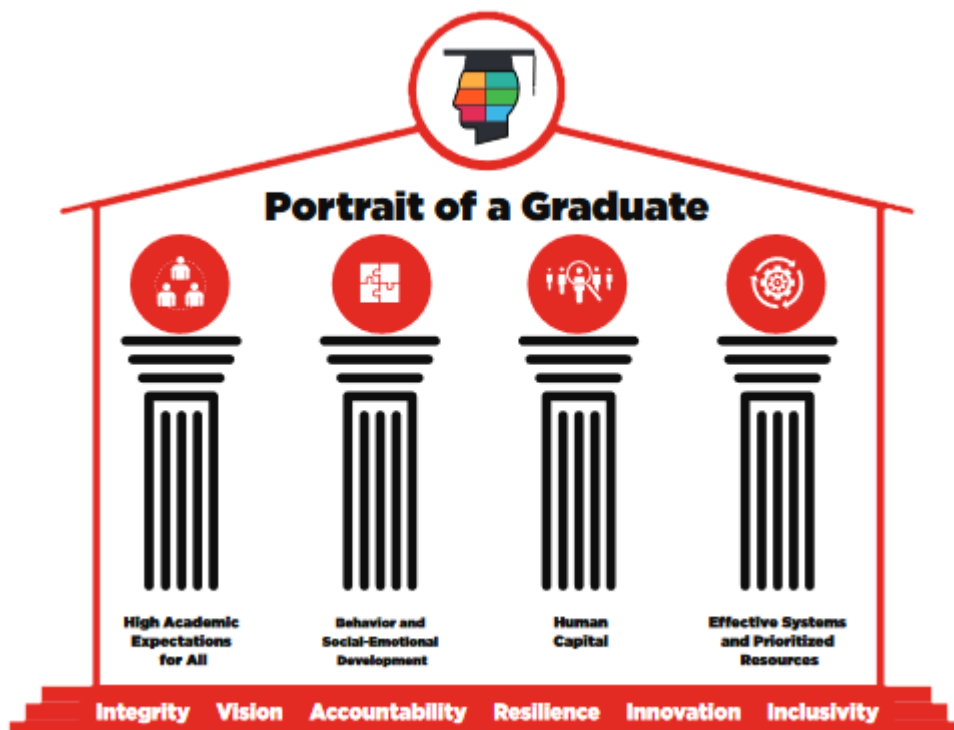 Portrait of a Graduate
High Academic
Expectations
for All
Behavior and
Social-Emotional
Development
Human
Capital
Effective Systems
and Prioritized
Resources
Integrity Vision Accountability Resilience Innovation Inclusivity